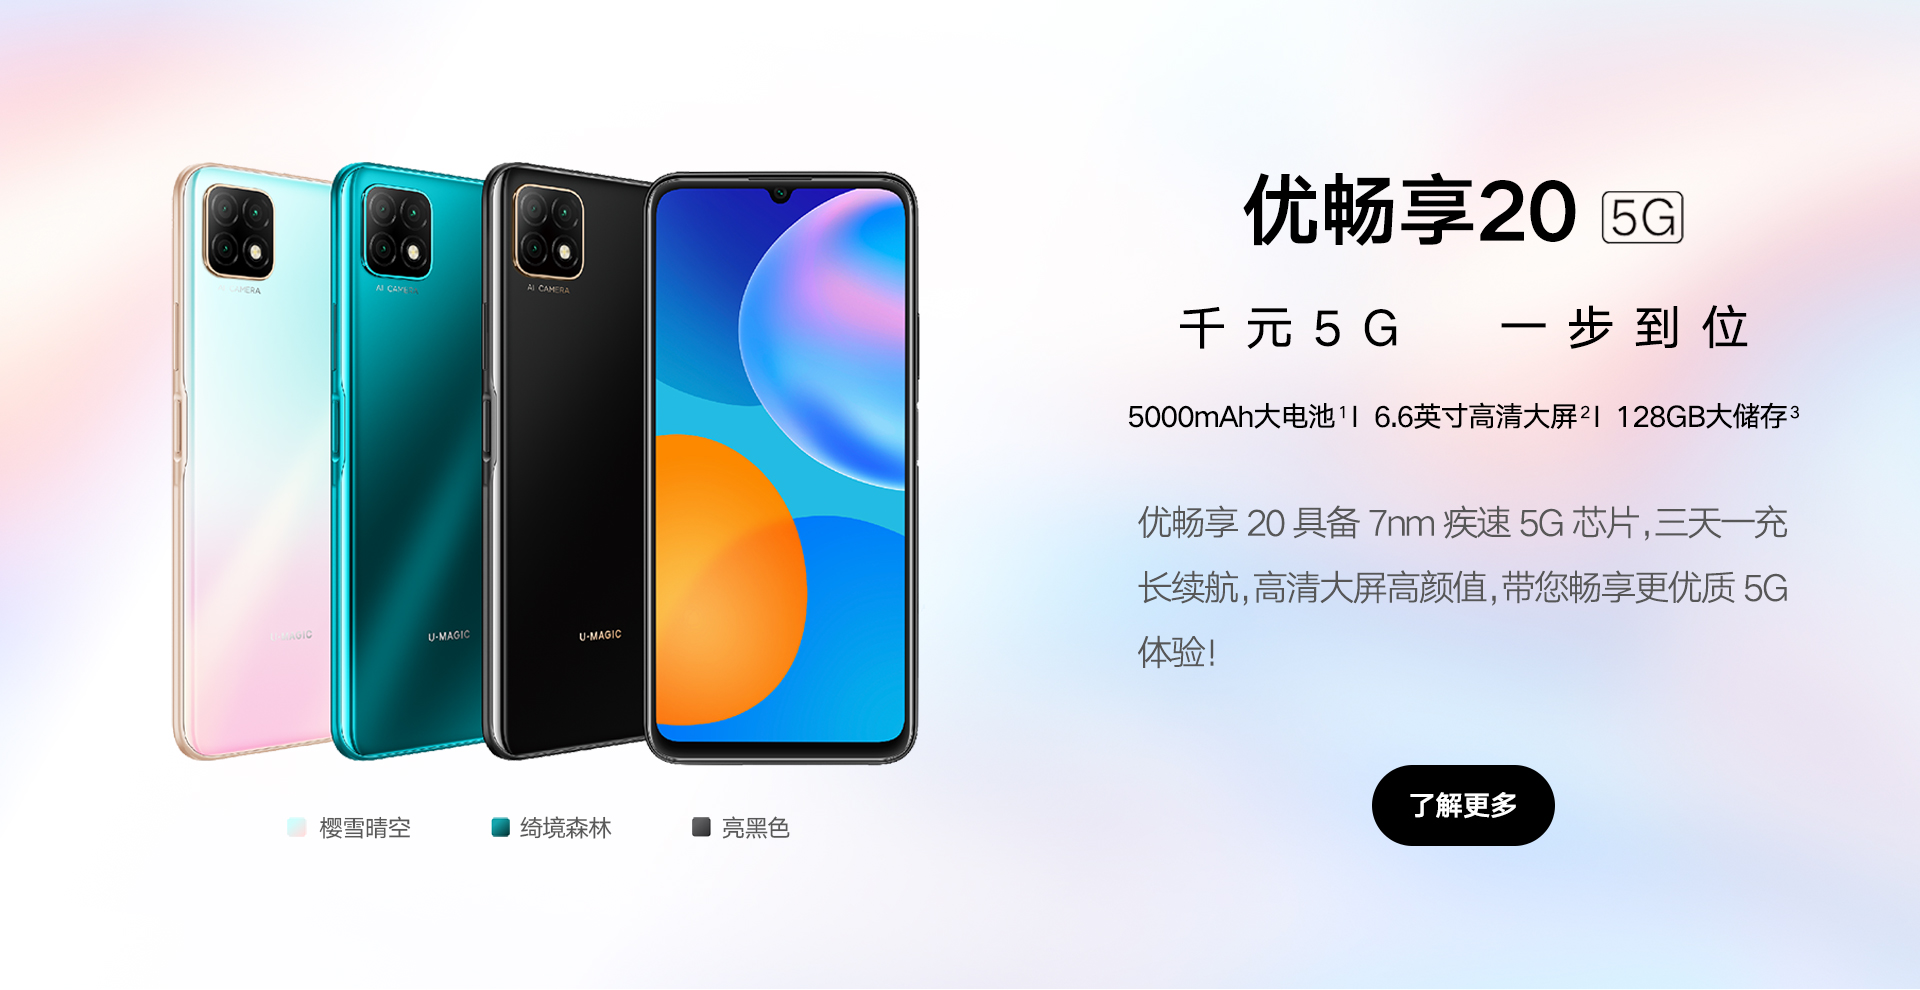 优畅享20 5G
千元5G 一步到位
5000mAh大电池¹| 6.6英寸高清大屏²| 128GB大储存³
优畅享 20 具备 7nm 疾速 5G 芯片,三天一充
长续航,高清大屏高颜值,带您畅享更优质 5G
体验!
了解更多
AI CAMERA
AI CAMERA
AI CAMERA
U-MAGIC
U-MAGIC
U-MAGIC
樱雪晴空
绮境森林
亮黑色